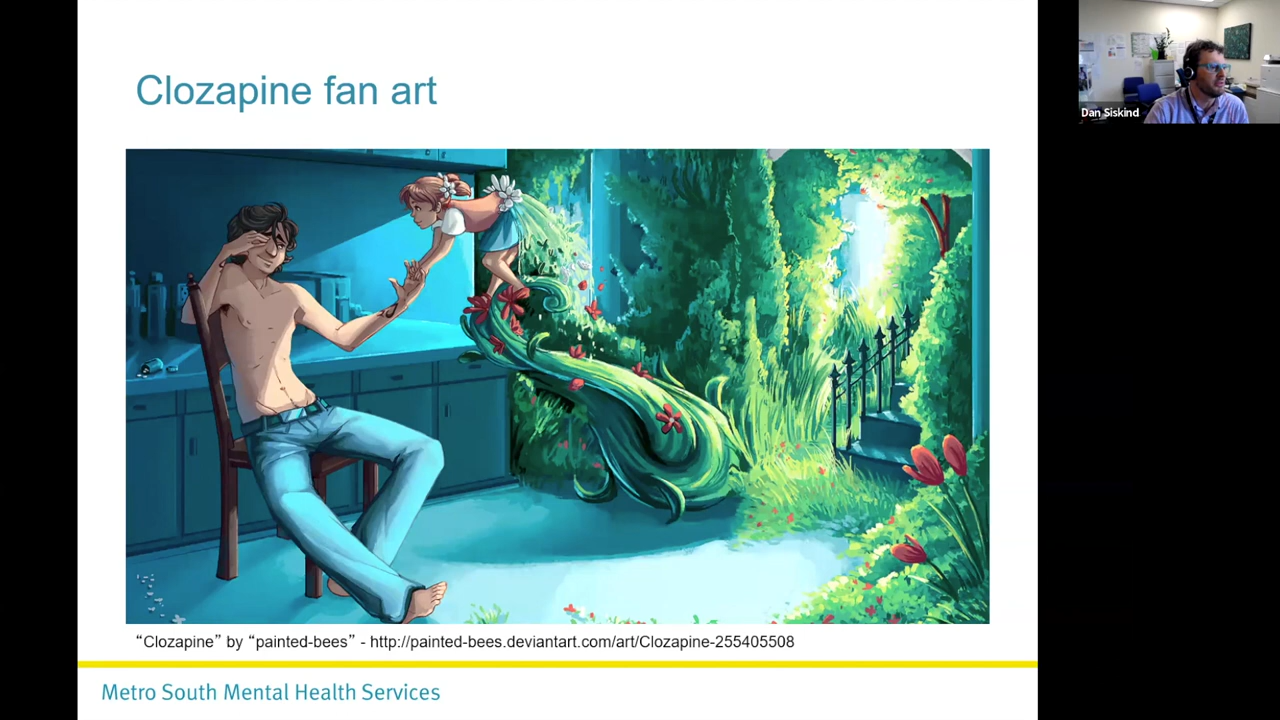 Clozapine fan art
Dan Siskind
“Clozapine” by “painted-bees” - http://painted-bees.deviantart.com/art/Clozapine-255405508
Metro South Mental Health Services